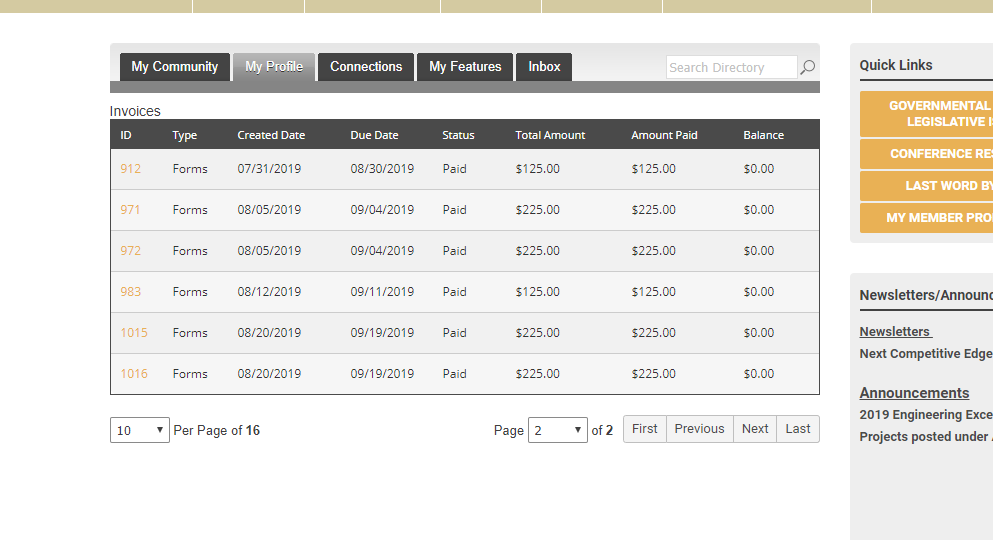 My Community My Profile Connections My Features Inbox Search Directory
Invoices
ID Type Created Date Due Date Status Total Amount Amount Paid Balance
912 Forms 07/31/2019 08/30/2019 Paid $125.00 $125.00 $0.00
971 Forms 08/05/2019 09/04/2019 Paid $225.00 $225.00 $0.00
972 Forms 08/05/2019 09/04/2019 Paid $225.00 $225.00 $0.00
983 Forms 08/12/2019 09/11/2019 Paid $125.00 $125.00 $0.00
1015 Forms 08/20/2019 09/19/2019 Paid $225.00 $225.00 $0.00
1016 Forms 08/20/2019 09/19/2019 Paid $225.00 $225.00 $0.00
10 Per Page of 16 Page 2 of 2 First Previous Next Last
Quick Links
GOVERNMENTAL
LEGISLATIVE
CONFERENCE
LAST WORD
MY MEMBER
Newsletters/
Newsletters
Next Competitive Edge
Announcements
2019 Engineering
Projects posted under